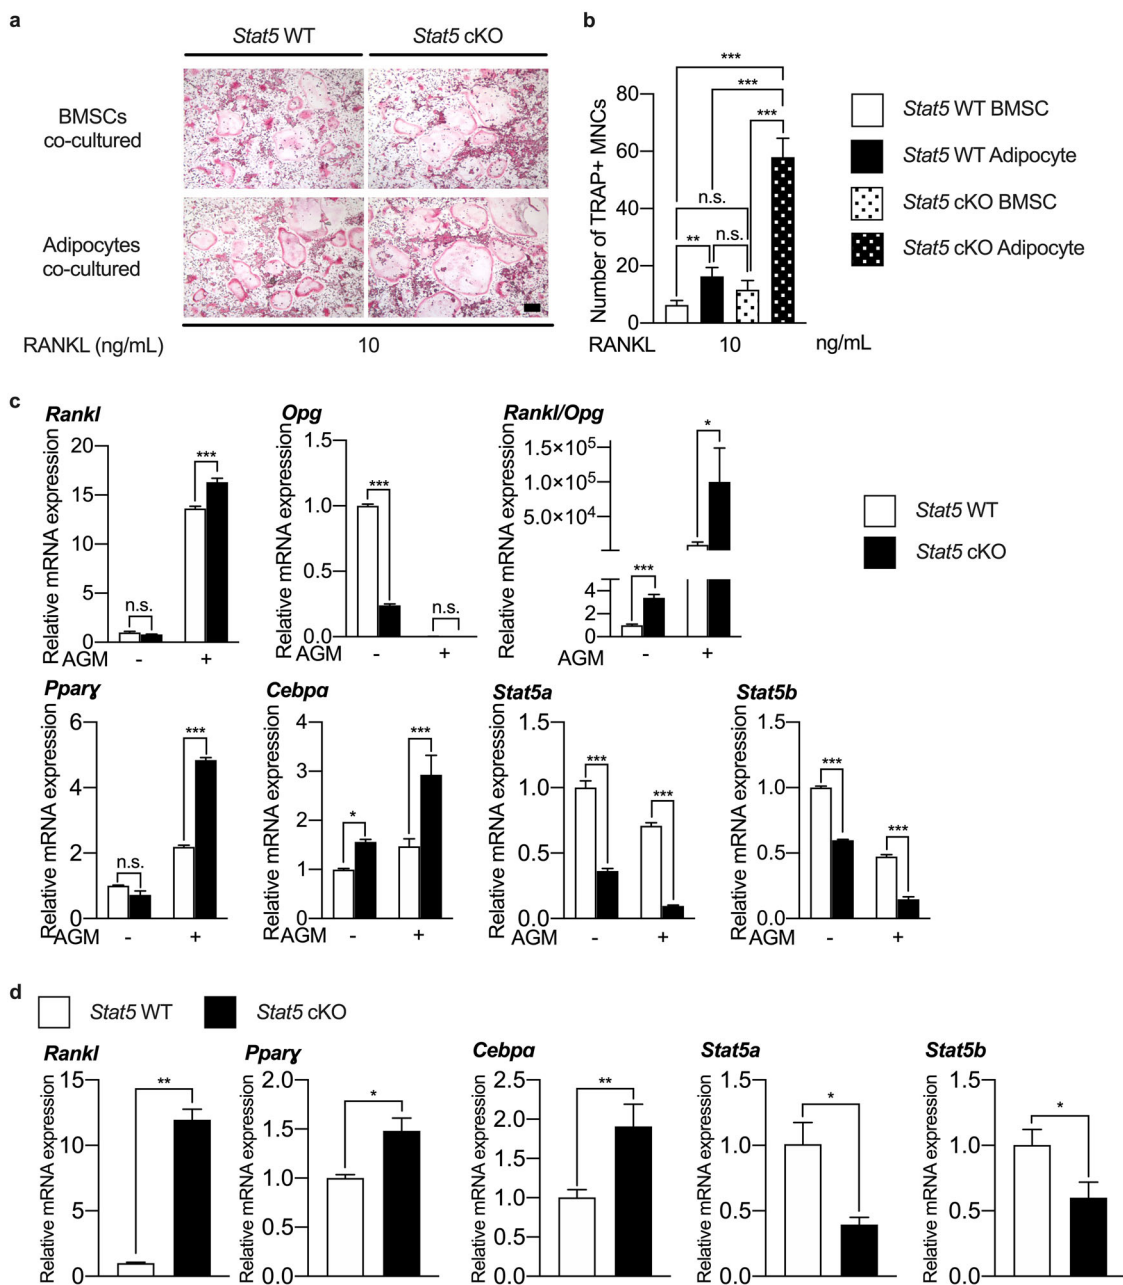 a
Stat5 WT
Stat5 cKO
BMSCs
co-cultured
Adipocytes
co-cultured
RANKL (ng/mL)
10
b
Number of TRAP+ MNCs
80
60
40
20
0
***
***
***
n.s.
**
n.s.
RANKL
10
ng/mL
Stat5 WT BMSC
Stat5 WT Adipocyte
Stat5 cKO BMSC
Stat5 cKO Adipocyte
c
Rankl
Relative mRNA expression
20
15
10
5
0
n.s.
***
AGM
-
+
Opg
Relative mRNA expression
1.5
1.0
0.5
0.0
***
n.s.
-
+
Rankl/Opg
Relative mRNA expression
1.5×10⁵
1.0×10⁵
5.0×10⁴
4
2
0
***
*
AGM
-
+
Stat5 WT
Stat5 cKO
Pparɣ
Relative mRNA expression
6
4
2
0
n.s.
***
AGM
-
+
Cebpα
Relative mRNA expression
4
3
2
1
0
*
***
AGM
-
+
Stat5a
Relative mRNA expression
1.5
1.0
0.5
0.0
***
***
AGM
-
+
Stat5b
Relative mRNA expression
1.5
1.0
0.5
0.0
***
***
AGM
-
+
d
Stat5 WT
Stat5 cKO
Rankl
Relative mRNA expression
15
10
5
0
**
Pparɣ
Relative mRNA expression
2.0
1.5
1.0
0.5
0.0
*
Cebpα
Relative mRNA expression
2.5
2.0
1.5
1.0
0.5
0.0
**
Stat5a
Relative mRNA expression
1.5
1.0
0.5
0.0
*
Stat5b
Relative mRNA expression
1.5
1.0
0.5
0.0
*